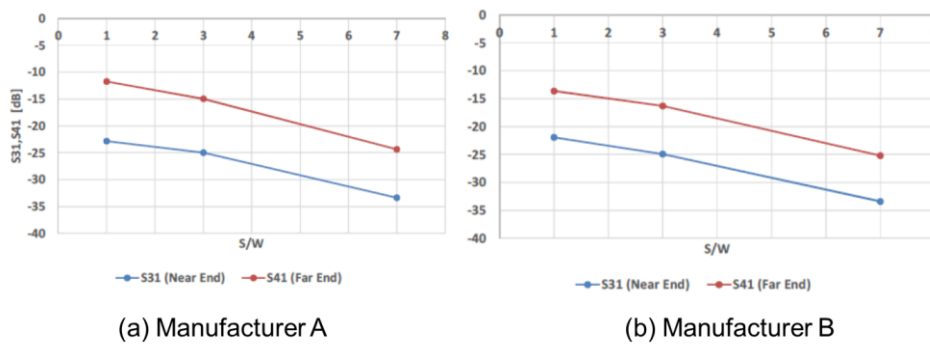 0
0 1 2 3 4 5 6 7 8
-5
-10
-15
-20
-25
-30
-35
-40
S31,S41 [dB]
S/W
S31 (Near End) S41 (Far End)
(a) Manufacturer A
0
0 1 2 3 4 5 6 7
-5
-10
-15
-20
-25
-30
-35
-40
S/W
S31 (Near End) S41 (Far End)
(b) Manufacturer B